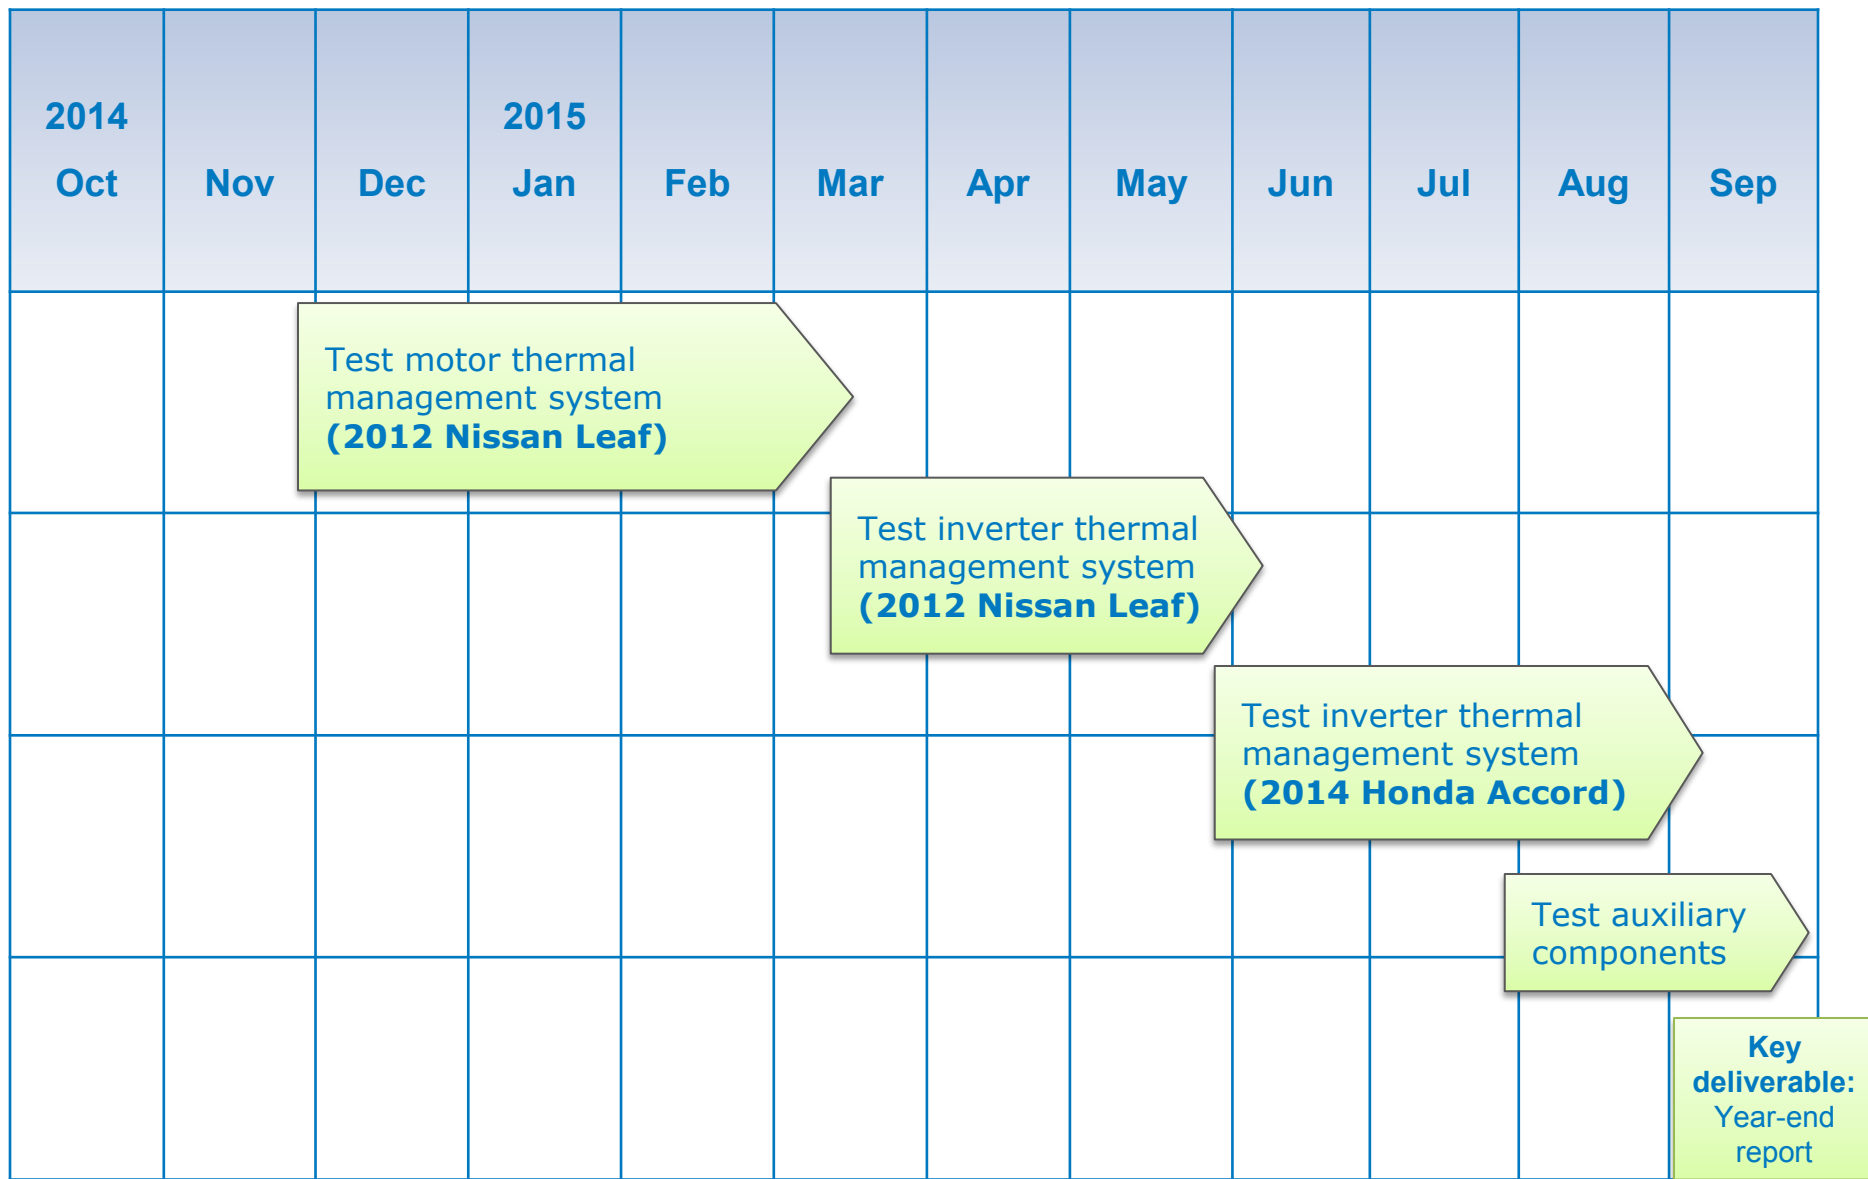 2014
2015
Oct Nov Dec Jan Feb Mar Apr May Jun Jul Aug Sep
Test motor thermal
management system
(2012 Nissan Leaf)
Test inverter thermal
management system
(2012 Nissan Leaf)
Test inverter thermal
management system
(2014 Honda Accord)
Test auxiliary
components
Key
deliverable:
Year-end
report